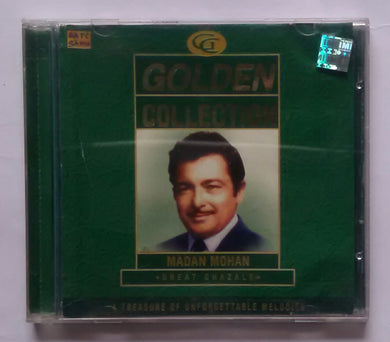 GOLDEN
COLLECTION
MADAN MOHAN
GREAT GHAZALS
A TREASURE OF UNFORGETTABLE MELODIES